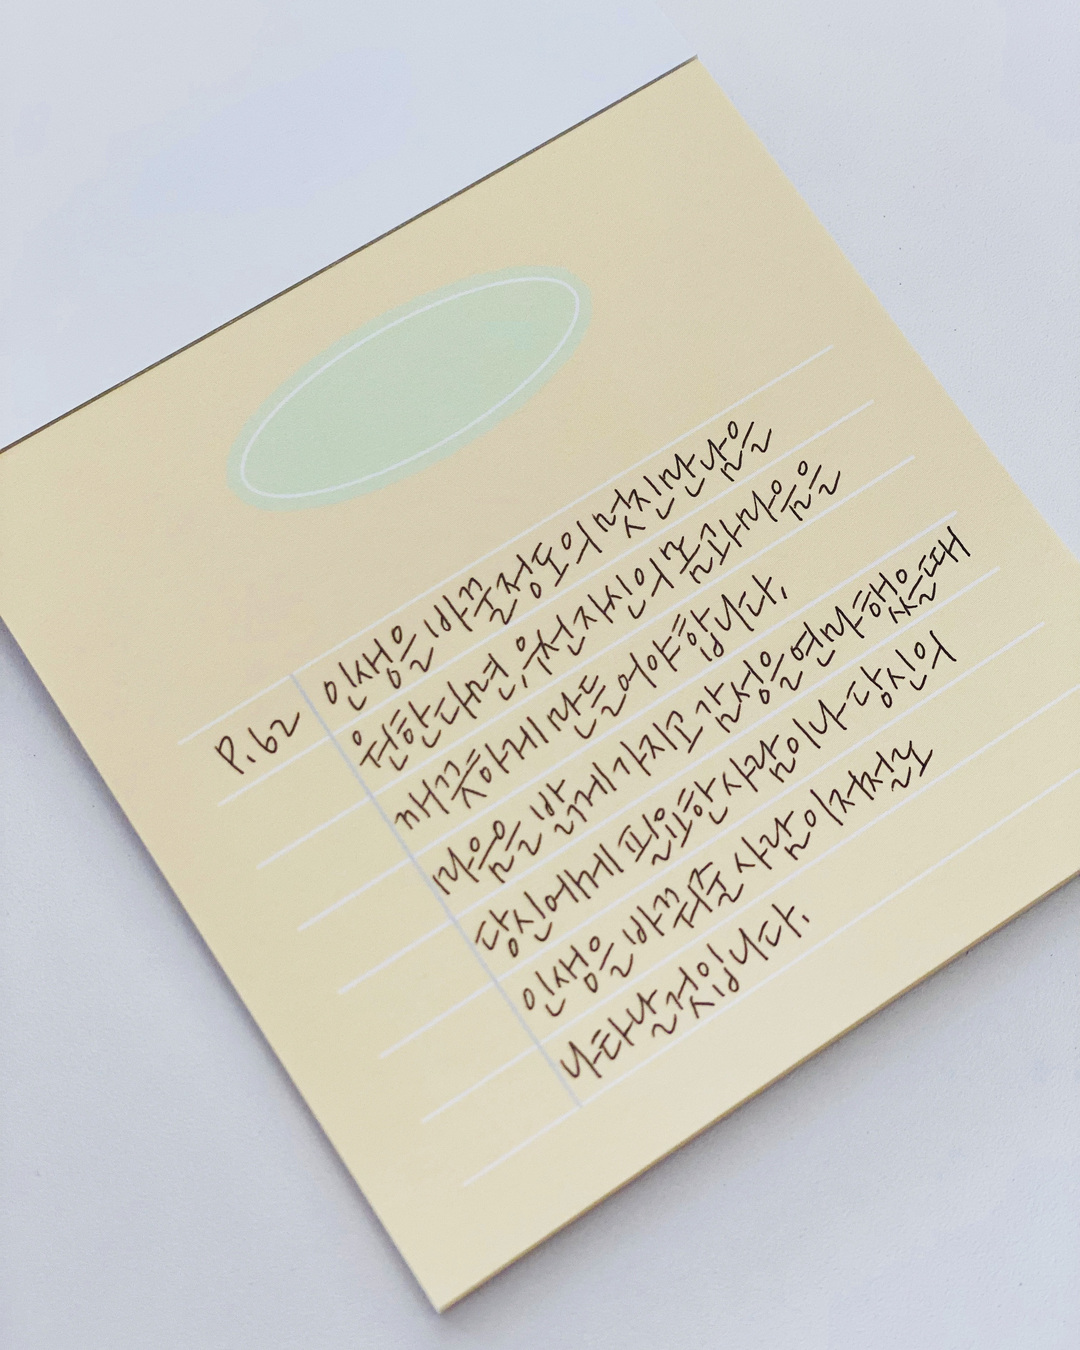 P.62 인생을 바꿀 정도의 멋진 만남을
원한다면, 우선 자신의 몸과 마음을
깨끗하게 만들어야 합니다.
마음을 밝게 가지고 감성을 연마했을 때
당신에게 필요한 사람이나 당신의
인생을 바꿔줄 사람이 저절로
나타날 것입니다.